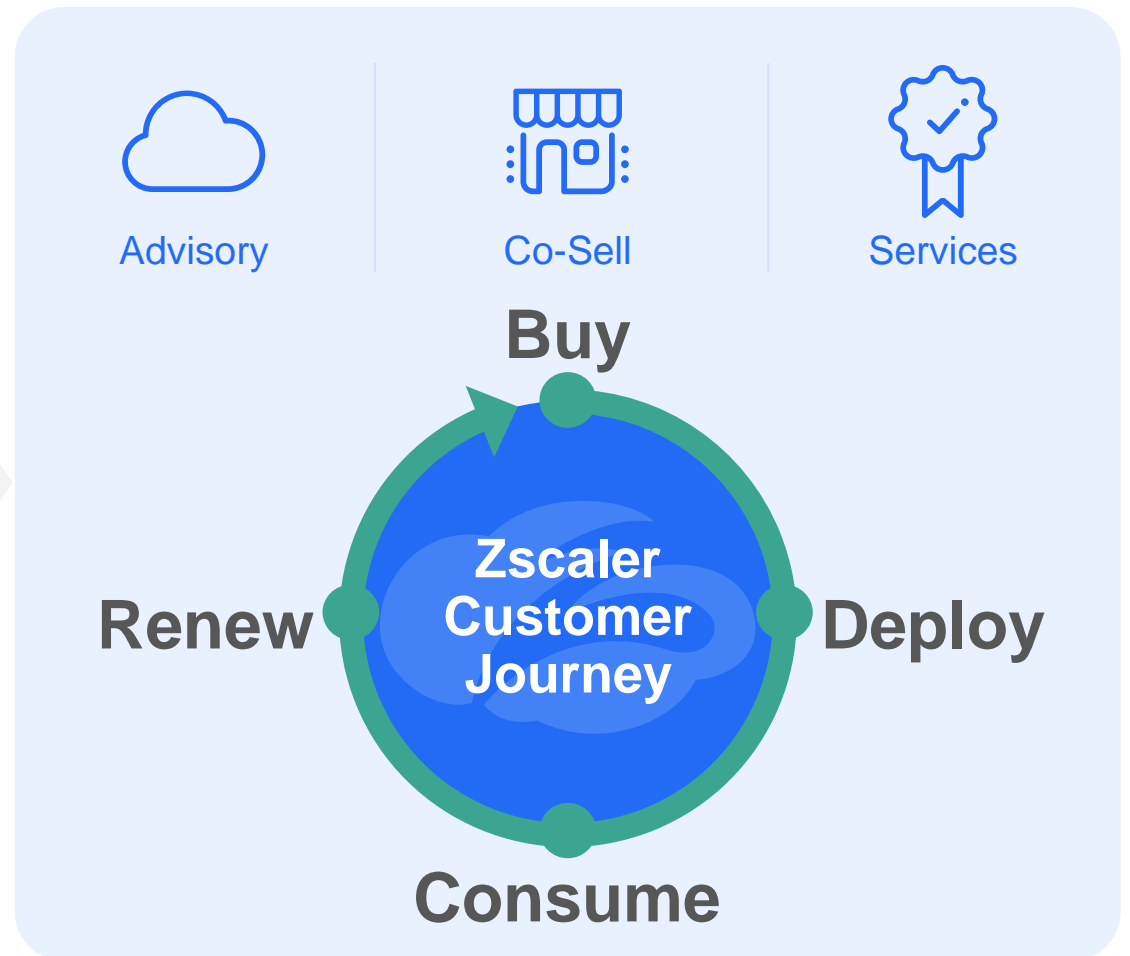 Advisory
Co-Sell
Services
Buy
Zscaler
Customer
Journey
Renew
Deploy
Consume